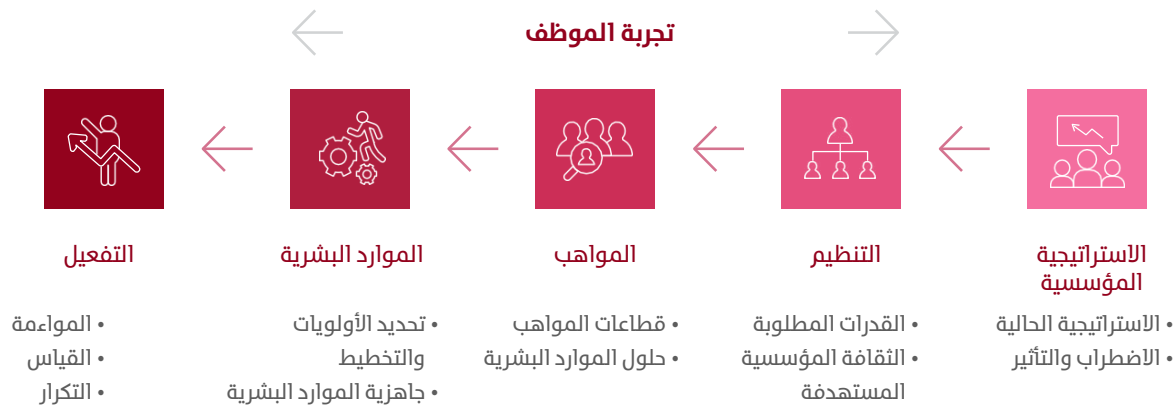 تجربة الموظف
الاستراتيجية
المؤسسية
• الاستراتيجية الحالية
• الاضطراب والتأثير
التنظيم
• القدرات المطلوبة
• الثقافة المؤسسية
المستهدفة
المواهب
• قطاعات المواهب
• حلول الموارد البشرية
الموارد البشرية
• تحديد الأولويات
والتخطيط
• جاهزية الموارد البشرية
التفعيل
• المواءمة
• القياس
• التكرار